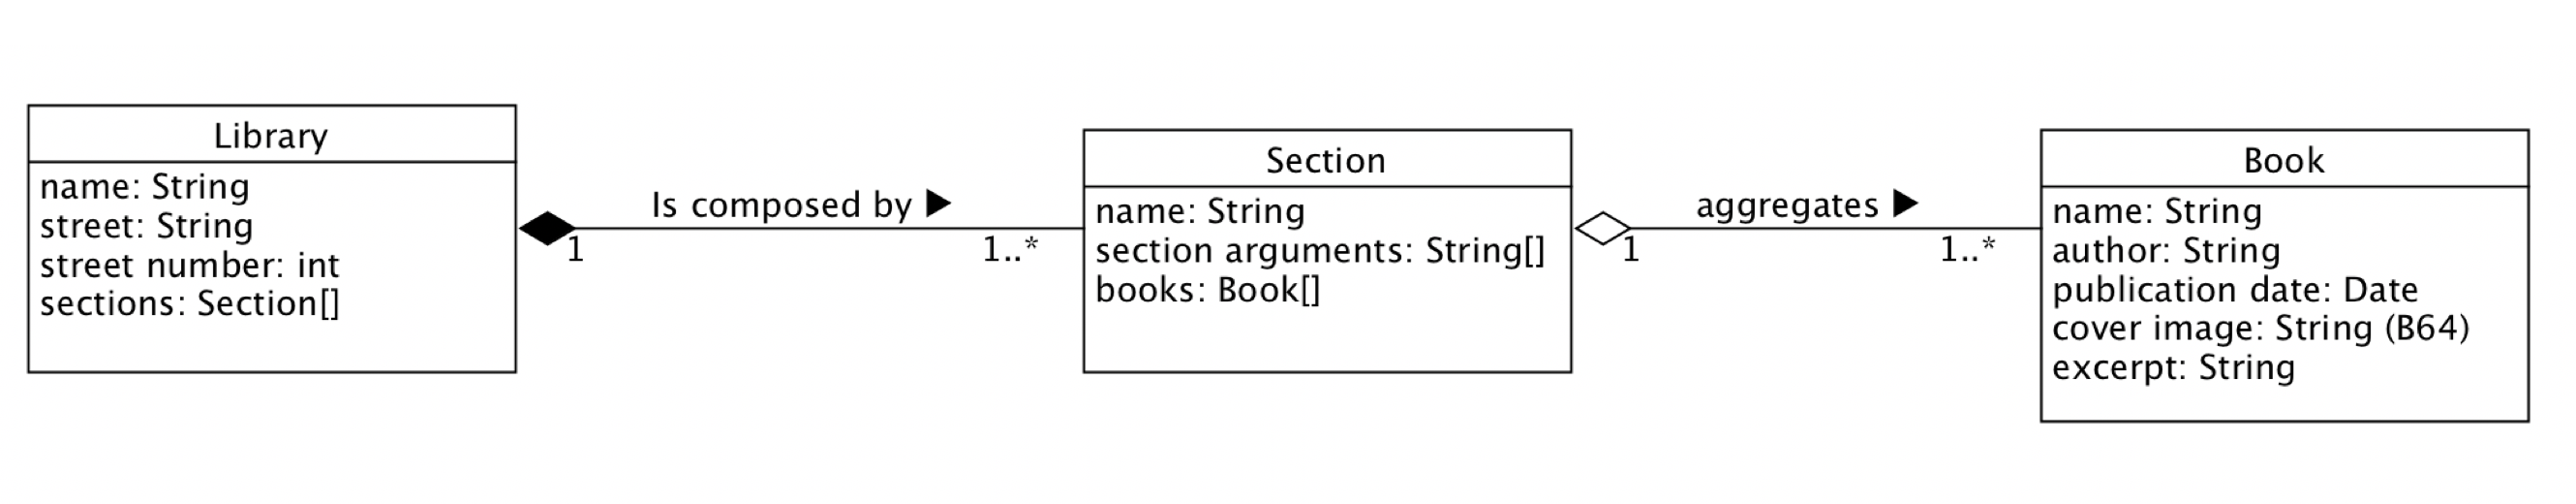 Library
name: String
street: String
street number: int
sections: Section[]
Is composed by ▶
1
1..*
Section
name: String
section arguments: String[]
books: Book[]
aggregates ▶
1
1..*
Book
name: String
author: String
publication date: Date
cover image: String (B64)
excerpt: String